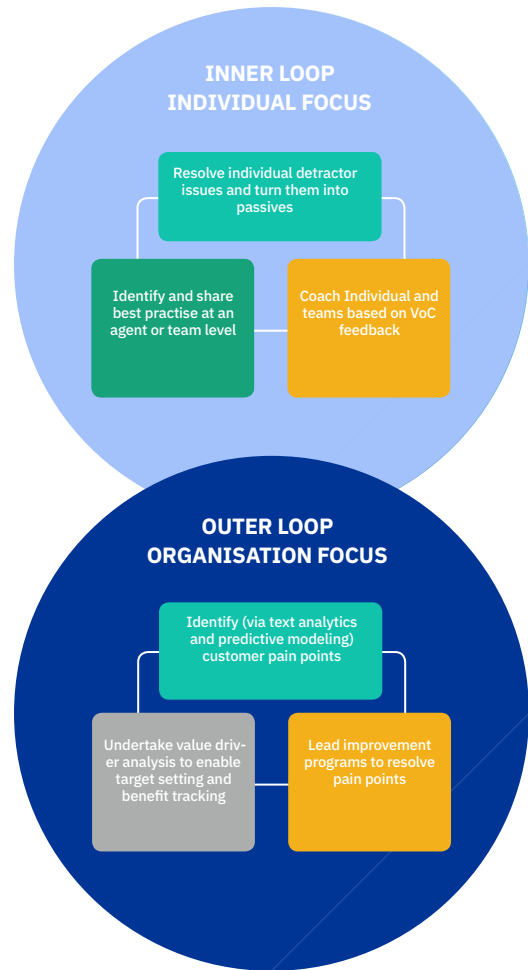 INNER LOOP
INDIVIDUAL FOCUS
Resolve individual detractor
issues and turn them into
passives
Identify and share
best practise at an
agent or team level
Coach Individual and
teams based on VoC
feedback
OUTER LOOP
ORGANISATION FOCUS
Identify (via text analytics
and predictive modeling)
customer pain points
Undertake value driv-
er analysis to enable
target setting and
benefit tracking
Lead improvement
programs to resolve
pain points